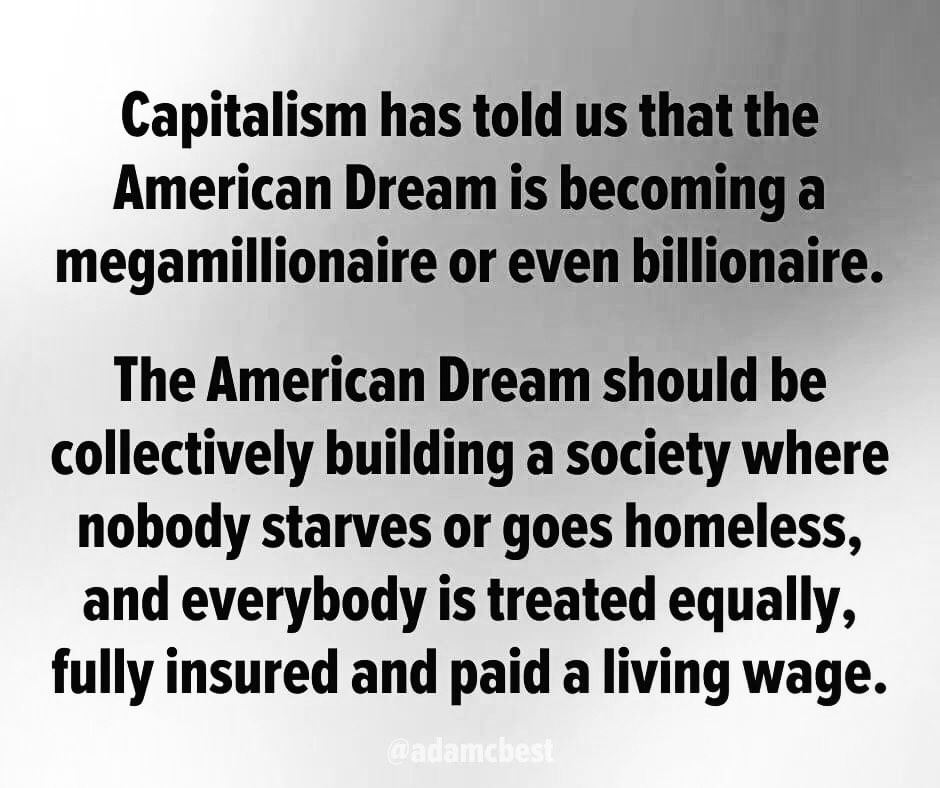 Capitalism has told us that the
American Dream is becoming a
megamillionaire or even billionaire.
The American Dream should be
collectively building a society where
nobody starves or goes homeless,
and everybody is treated equally,
fully insured and paid a living wage.
@adamcbest